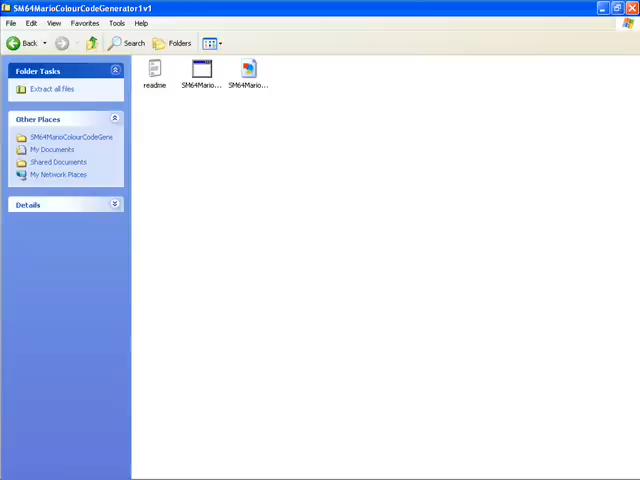 SM64MarioColourCodeGenerator1v1
File Edit View Favorites Tools Help
Back Search Folders
Folder Tasks
Extract all files
Other Places
SM64MarioColourCodeGene
My Documents
Shared Documents
My Network Places
Details
readme SM64Mario... SM64Mario...